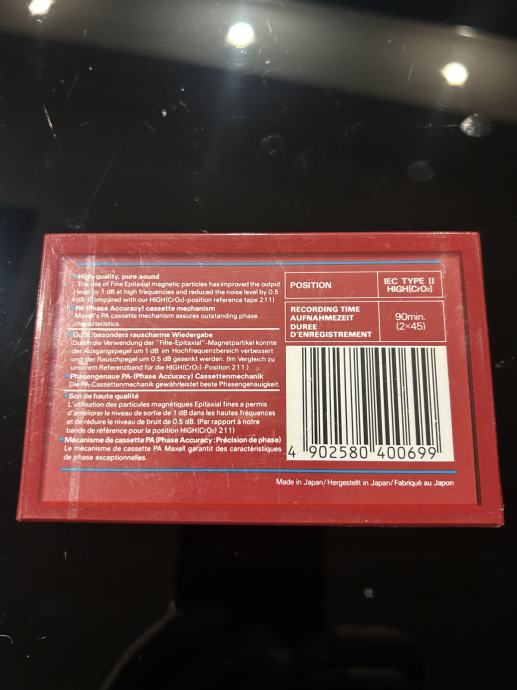 • High quality, pure sound
The use of Fine Epitaxial magnetic particles has improved the output
level by 1 dB at high frequencies and reduced the noise level by 0.5
dB. (Compared with our HIGH(CrO₂)-position reference tape 211)
• PA (Phase Accuracy) cassette mechanism
Maxell's PA cassette mechanism assures outstanding phase
characteristics.
• Gute, besonders rauscharme Wiedergabe
Durch die Verwendung der "Fine-Epitaxial"-Magnetpartikel konnte
der Ausgangspegel um 1 dB im Hochfrequenzbereich verbessert
und der Rauschpegel um 0.5 dB gesenkt werden. (Im Vergleich zu
unserem Referenzband für die HIGH(CrO₂)-Position 211.)
• Phasengenaue PA-(Phase Accuracy) Cassettenmechanik
Die PA-Cassettenmechanik gewährleistet beste Phasengenauigkeit.
• Son de haute qualité
L'utilisation des particules magnétiques Epitaxial fines a permis
d'améliorer le niveau de sortie de 1 dB dans les hautes fréquences
et de réduire le niveau de bruit de 0.5 dB. (Par rapport à notre
bande de référence pour la position HIGH(CrO₂) 211)
• Mécanisme de cassette PA (Phase Accuracy: Précision de phase)
Le mécanisme de cassette PA Maxell garantit des caractéristiques
de phase exceptionnelles.
POSITION
IEC TYPE II
HIGH(CrO₂)
RECORDING TIME
AUFNAHMEZEIT
DUREE
D'ENREGISTREMENT
90min.
(2×45)
4 902580 400699
Made in Japan/Hergestellt in Japan/Fabriqué au Japon